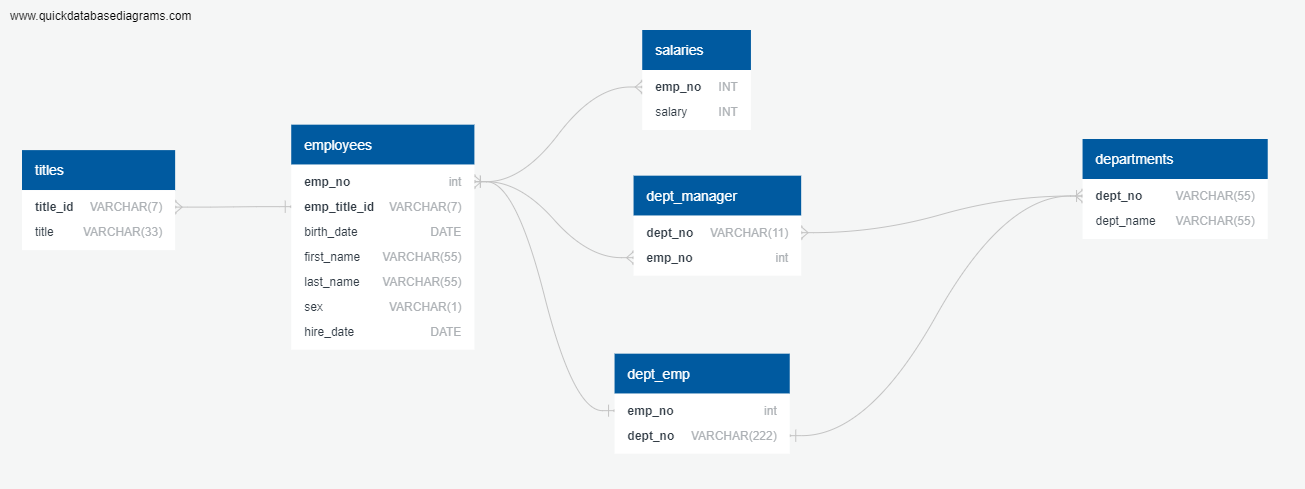 www.quickdatabasediagrams.com
titles
title_id VARCHAR(7)
title VARCHAR(33)
employees
emp_no int
emp_title_id VARCHAR(7)
birth_date DATE
first_name VARCHAR(55)
last_name VARCHAR(55)
sex VARCHAR(1)
hire_date DATE
salaries
emp_no INT
salary INT
dept_manager
dept_no VARCHAR(11)
emp_no int
dept_emp
emp_no int
dept_no VARCHAR(222)
departments
dept_no VARCHAR(55)
dept_name VARCHAR(55)